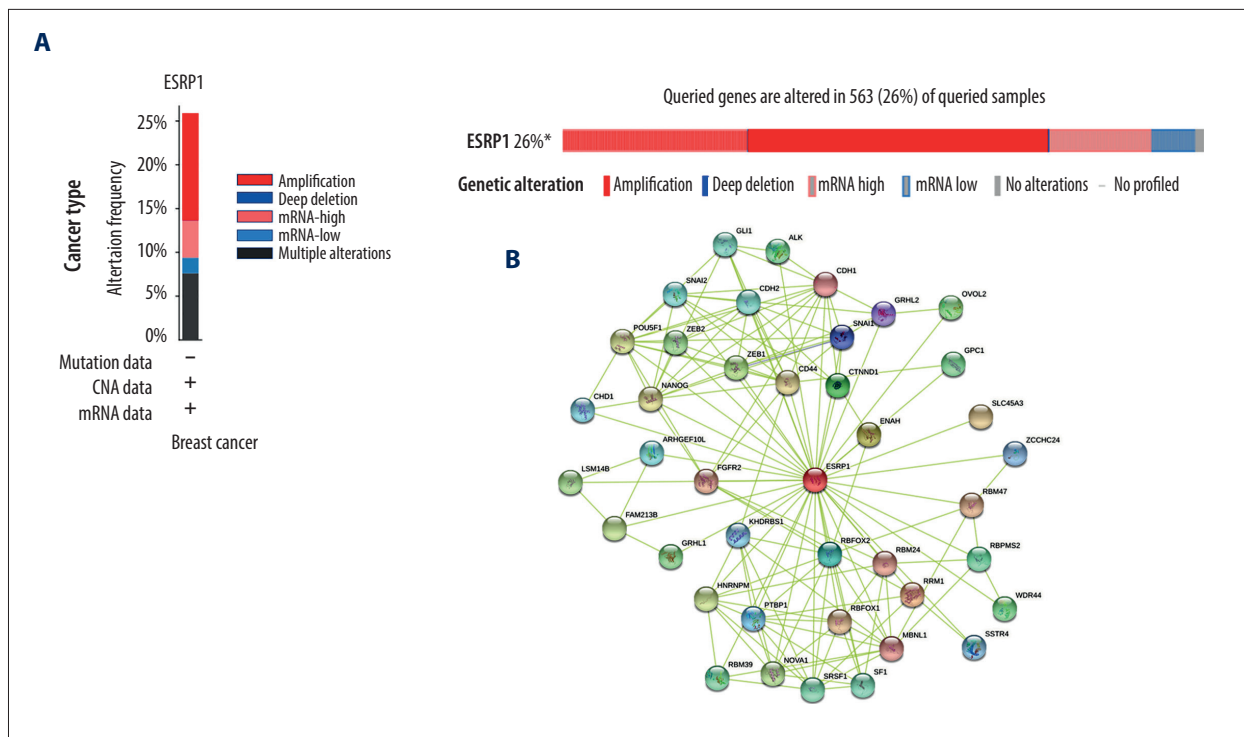 A
ESRP1
25%
20%
15%
10%
5%
0%
Cancer type
Altertaion frequency
Amplification
Deep deletion
mRNA-high
mRNA-low
Multiple alterations
Mutation data –
CNA data +
mRNA data +
Breast cancer
Queried genes are altered in 563 (26%) of queried samples
ESRP1 26%*
Genetic alteration Amplification Deep deletion mRNA high mRNA low No alterations – No profiled
B
GLI1
ALK
CDH1
SNAI2
CDH2
GRHL2
OVOL2
POU5F1
ZEB2
SNAI1
ZEB1
GPC1
CD44
CTNND1
NANOG
CHD1
SLC45A3
ENAH
ARHGEF10L
ZCCHC24
LSM14B
FGFR2
ESRP1
RBM47
FAM213B
KHDRBS1
GRHL1
RBFOX2
RBM24
RBPMS2
HNRNPM
RRM1
PTBP1
RBFOX1
WDR44
MBNL1
SSTR4
RBM39
NOVA1
SRSF1
SF1